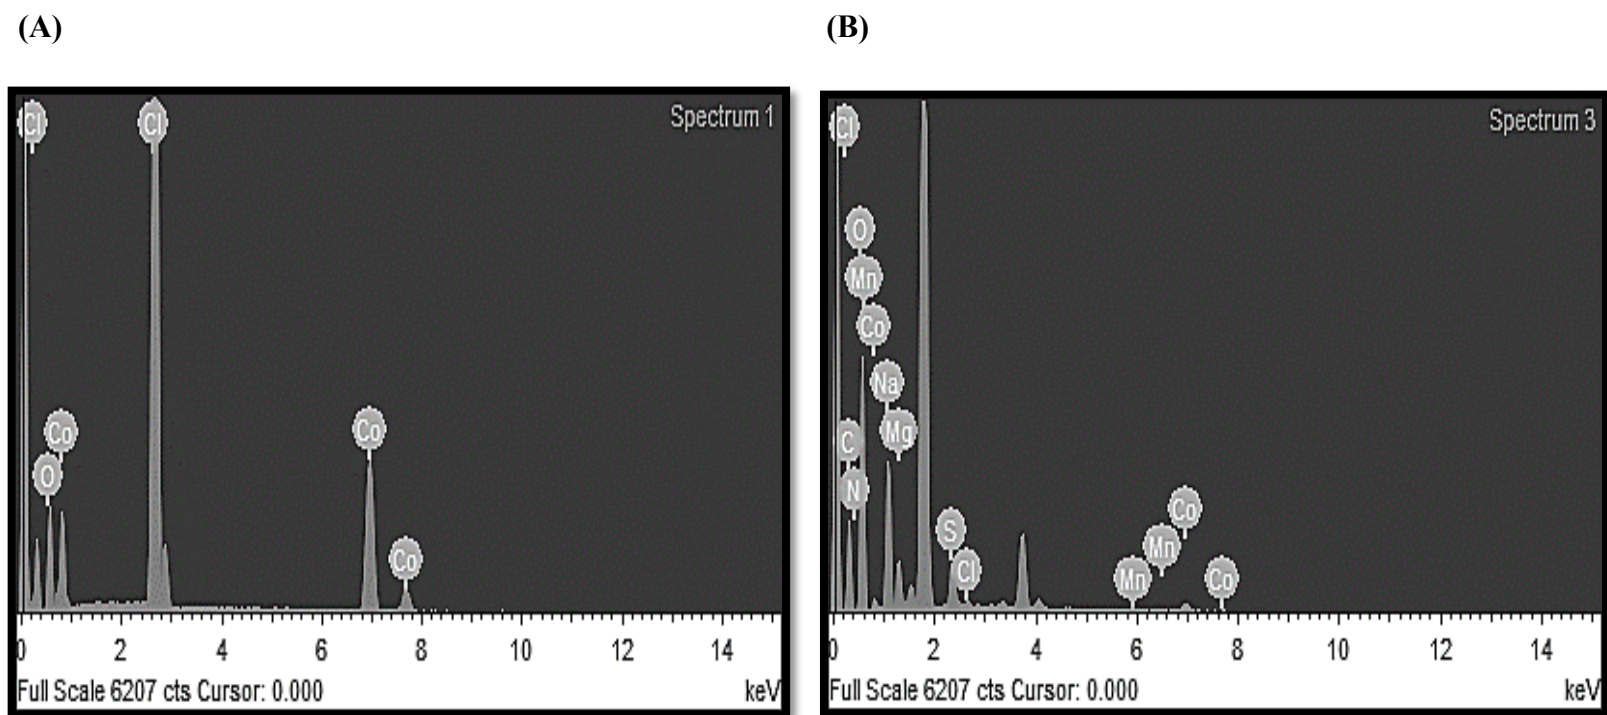 (A)
(B)
Spectrum 1
Cl
Cl
Co
O
Co
Co
0 2 4 6 8 10 12 14
Full Scale 6207 cts Cursor: 0.000
keV
Spectrum 3
Cl
O
Mn
Co
Na
Mg
C
N
S
Cl
Co
Mn
Mn
Co
0 2 4 6 8 10 12 14
Full Scale 6207 cts Cursor: 0.000
keV